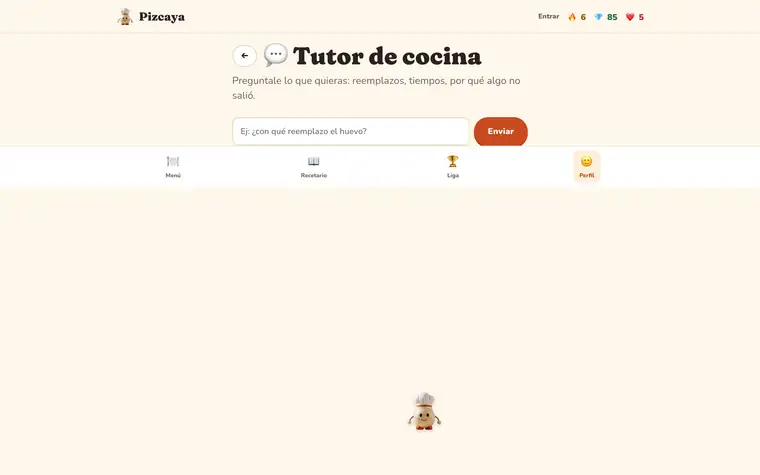 Pizcaya
Entrar 6 85 5
Tutor de cocina
Preguntale lo que quieras: reemplazos, tiempos, por qué algo no
salió.
Ej: ¿con qué reemplazo el huevo?
Enviar
Menú
Recetario
Liga
Perfil